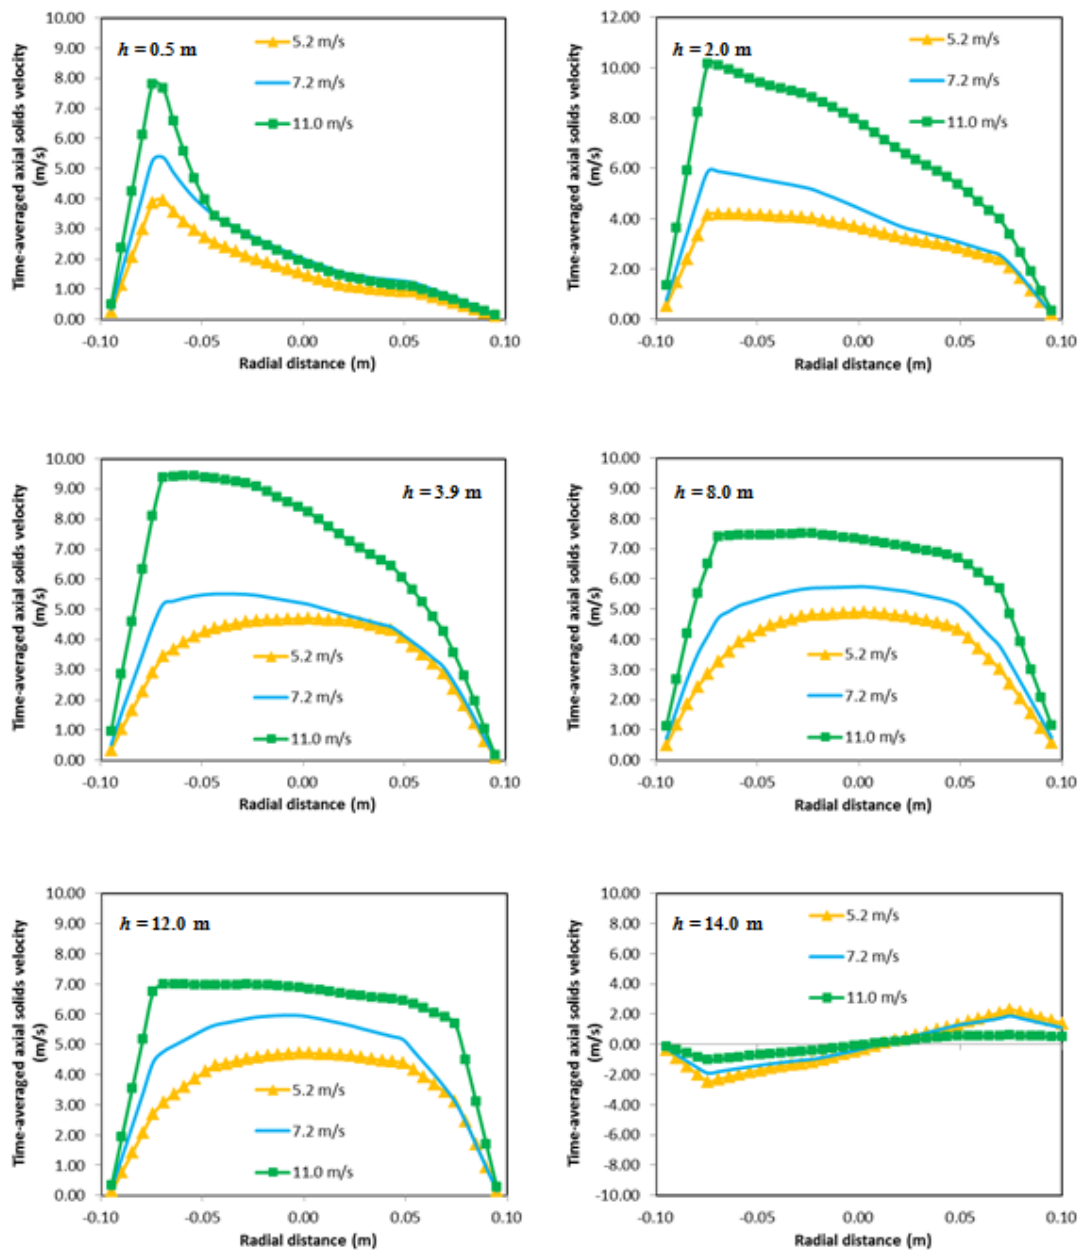 Time-averaged axial solids velocity
(m/s)
10.00
9.00
8.00
7.00
6.00
5.00
4.00
3.00
2.00
1.00
0.00
h = 0.5 m
5.2 m/s
7.2 m/s
11.0 m/s
-0.10
-0.05
0.00
0.05
0.10
Radial distance (m)
Time-averaged axial solids velocity
(m/s)
12.00
10.00
8.00
6.00
4.00
2.00
0.00
h = 2.0 m
5.2 m/s
7.2 m/s
11.0 m/s
-0.10
-0.05
0.00
0.05
0.10
Radial distance (m)
Time-averaged axial solids velocity
(m/s)
10.00
9.00
8.00
7.00
6.00
5.00
4.00
3.00
2.00
1.00
0.00
h = 3.9 m
5.2 m/s
7.2 m/s
11.0 m/s
-0.10
-0.05
0.00
0.05
0.10
Radial distance (m)
Time-averaged axial solids velocity
(m/s)
10.00
9.00
8.00
7.00
6.00
5.00
4.00
3.00
2.00
1.00
0.00
h = 8.0 m
5.2 m/s
7.2 m/s
11.0 m/s
-0.10
-0.05
0.00
0.05
0.10
Radial distance (m)
Time-averaged axial solids velocity
(m/s)
10.00
9.00
8.00
7.00
6.00
5.00
4.00
3.00
2.00
1.00
0.00
h = 12.0 m
5.2 m/s
7.2 m/s
11.0 m/s
-0.10
-0.05
0.00
0.05
0.10
Radial distance (m)
Time-averaged axial solids velocity
(m/s)
10.00
8.00
6.00
4.00
2.00
0.00
-2.00
-4.00
-6.00
-8.00
-10.00
h = 14.0 m
5.2 m/s
7.2 m/s
11.0 m/s
-0.10
-0.05
0.00
0.05
0.10
Radial distance (m)